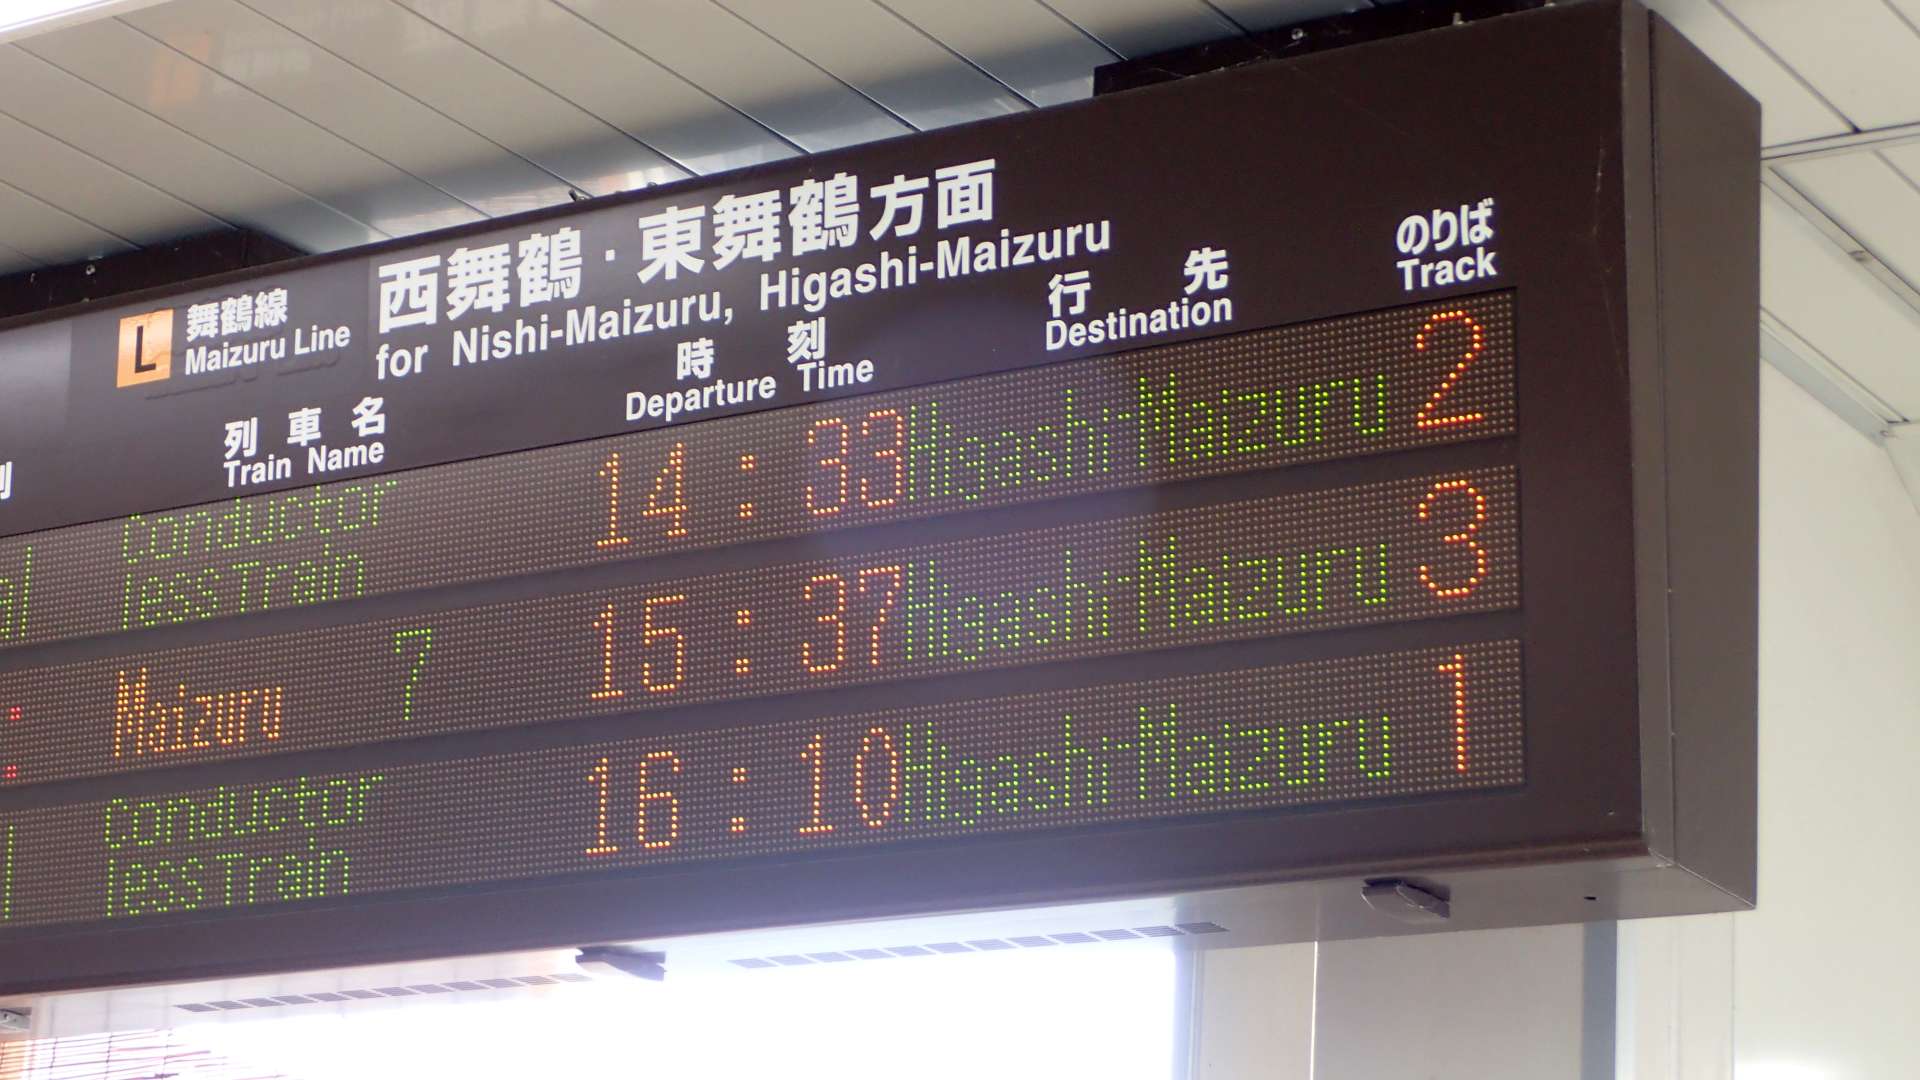 L 舞鶴線 西舞鶴・東舞鶴方面
Maizuru Line for Nishi-Maizuru, Higashi-Maizuru
列車名 時刻 行先 のりば
Train Name Departure Time Destination Track
Conductor
less Train 14:33 Higashi-Maizuru 2
Maizuru 7 15:37 Higashi-Maizuru 3
Conductor
less Train 16:10 Higashi-Maizuru 1